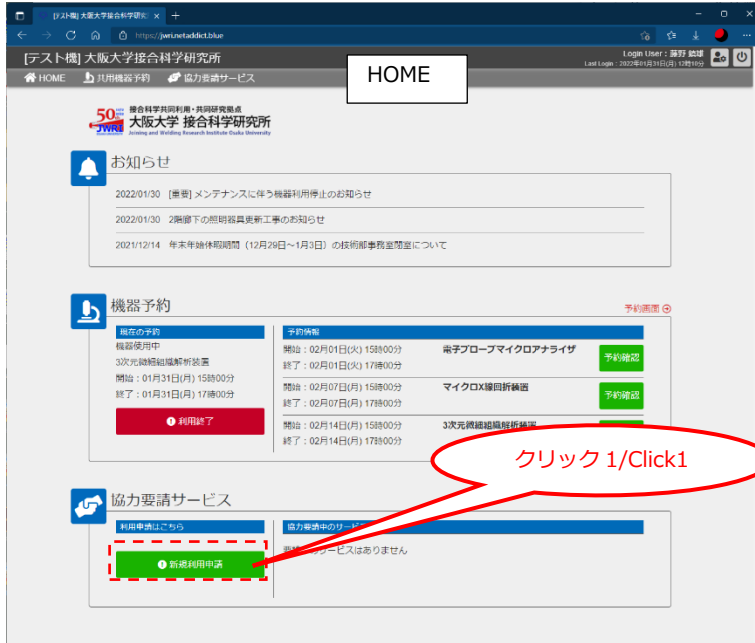 [テスト機] 大阪大学接合科学研究
https://jwri.netaddict.blue
[テスト機] 大阪大学接合科学研究所
Login User : 藤野 鎮雄
Last Login : 2022年01月31日(月) 12時10分
HOME
共用機器予約
協力要請サービス
HOME
50th
JWRI
接合科学共同利用・共同研究拠点
大阪大学 接合科学研究所
Joining and Welding Research Institute Osaka University
お知らせ
2022/01/30 [重要] メンテナンスに伴う機器利用停止のお知らせ
2022/01/30 2階廊下の照明器具更新工事のお知らせ
2021/12/14 年末年始休暇期間（12月29日～1月3日）の技術部事務室閉室について
機器予約
予約画面
現在の予約
機器使用中
3次元微細組織解析装置
開始：01月31日(月) 15時00分
終了：01月31日(月) 17時00分
利用終了
予約情報
開始：02月01日(火) 15時00分 電子プローブマイクロアナライザ
終了：02月01日(火) 17時00分
予約確認
開始：02月07日(月) 15時00分 マイクロX線回折装置
終了：02月07日(月) 17時00分
予約確認
開始：02月14日(月) 15時00分 3次元微細組織解析装置
終了：02月14日(月) 17時00分
クリック 1/Click1
協力要請サービス
利用申請はこちら
新規利用申請
協力要請中のサービス
サービスはありません